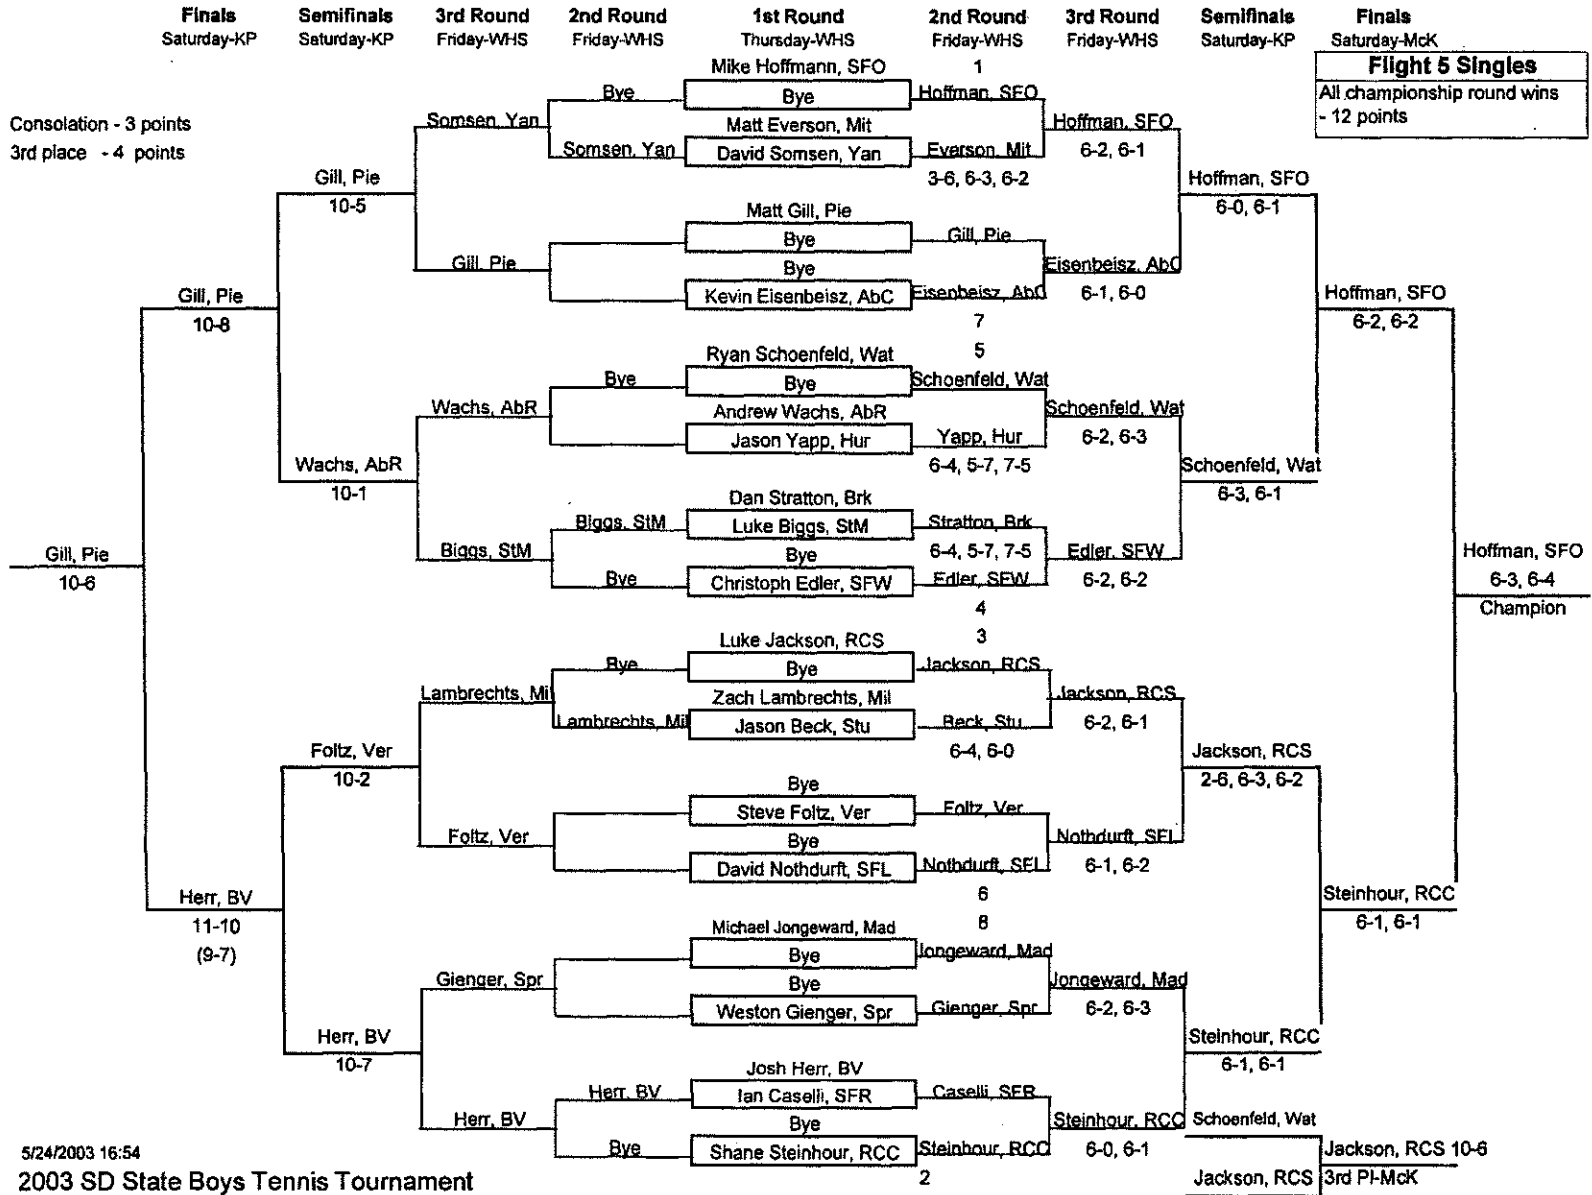 Finals Semifinals 3rd Round 2nd Round 1st Round 2nd Round 3rd Round Semifinals Finals
Saturday-KP Saturday-KP Friday-WHS Friday-WHS Thursday-WHS Friday-WHS Friday-WHS Saturday-KP Saturday-McK
Flight 5 Singles
All championship round wins
- 12 points
Mike Hoffmann, SFO 1
Bye Bye Hoffman, SFO
Consolation - 3 points Somsen, Yan Matt Everson, Mit Hoffman, SFO
3rd place - 4 points Somsen, Yan David Somsen, Yan Everson, Mit 6-2, 6-1
Gill, Pie 3-6, 6-3, 6-2 Hoffman, SFO
10-5 Matt Gill, Pie 6-0, 6-1
Bye Gill, Pie
Gill, Pie Bye Eisenbeisz, AbC
Gill, Pie Kevin Eisenbeisz, AbC Eisenbeisz, AbC 6-1, 6-0 Hoffman, SFO
10-8 7 6-2, 6-2
Ryan Schoenfeld, Wat 5
Bye Bye Schoenfeld, Wat
Wachs, AbR Andrew Wachs, AbR Schoenfeld, Wat
Jason Yapp, Hur Yapp, Hur 6-2, 6-3
Wachs, AbR 6-4, 5-7, 7-5 Schoenfeld, Wat
10-1 Dan Stratton, Brk 6-3, 6-1
Biggs, StM Luke Biggs, StM Stratton, Brk
Gill, Pie Biggs, StM Bye 6-4, 5-7, 7-5 Edler, SFW Hoffman, SFO
10-6 Bye Christoph Edler, SFW Edler, SFW 6-2, 6-2 6-3, 6-4
4 Champion
Luke Jackson, RCS 3
Bye Bye Jackson, RCS
Lambrechts, Mil Zach Lambrechts, Mil Jackson, RCS
Lambrechts, Mil Jason Beck, Stu Beck, Stu 6-2, 6-1
Foltz, Ver 6-4, 6-0 Jackson, RCS
10-2 Bye 2-6, 6-3, 6-2
Steve Foltz, Ver Foltz, Ver
Foltz, Ver Bye Nothdurft, SFL
David Nothdurft, SFL Nothdurft, SFL 6-1, 6-2
Herr, BV 6 Steinhour, RCC
11-10 Michael Jongeward, Mad 8 6-1, 6-1
(9-7) Bye Jongeward, Mad
Gienger, Spr Bye Jongeward, Mad
Weston Gienger, Spr Gienger, Spr 6-2, 6-3
Herr, BV Steinhour, RCC
10-7 Josh Herr, BV 6-1, 6-1
Herr, BV Ian Caselli, SFR Caselli, SFR
Herr, BV Bye Steinhour, RCC Schoenfeld, Wat
5/24/2003 16:54 Bye Shane Steinhour, RCC Steinhour, RCC 6-0, 6-1 Jackson, RCS 10-6
2003 SD State Boys Tennis Tournament 2 Jackson, RCS 3rd Pl-McK